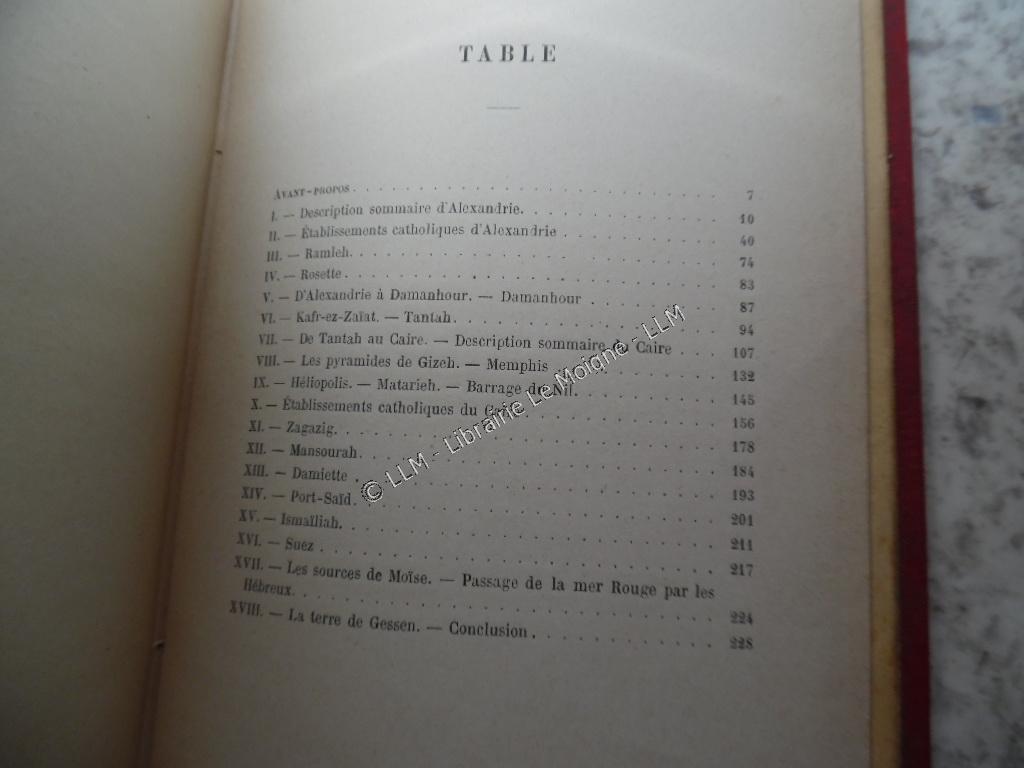 TABLE
AVANT-PROPOS. . . . . . . . . . . . . . . . . . . 7
I. — Description sommaire d'Alexandrie. . . . . . . . . . . 10
II. — Établissements catholiques d'Alexandrie . . . . . . . . 40
III. — Ramleh. . . . . . . . . . . . . . . . . . . 74
IV. — Rosette. . . . . . . . . . . . . . . . . . . 83
V. — D'Alexandrie à Damanhour. — Damanhour . . . . . . . 87
VI. — Kafr-ez-Zaïat. — Tantah. . . . . . . . . . . . . . 94
VII. — De Tantah au Caire. — Description sommaire du Caire . . . 107
VIII. — Les pyramides de Gizeh. — Memphis . . . . . . . . . 132
IX. — Héliopolis. — Matarieh. — Barrage du Nil. . . . . . . . 145
X. — Établissements catholiques du Caire . . . . . . . . . . 156
XI. — Zagazig. . . . . . . . . . . . . . . . . . . 178
XII. — Mansourah. . . . . . . . . . . . . . . . . . 184
XIII. — Damiette . . . . . . . . . . . . . . . . . . 193
XIV. — Port-Saïd. . . . . . . . . . . . . . . . . . 201
XV. — Ismaïliah. . . . . . . . . . . . . . . . . . . 211
XVI. — Suez . . . . . . . . . . . . . . . . . . . . 217
XVII. — Les sources de Moïse. — Passage de la mer Rouge par les
Hébreux. . . . . . . . . . . . . . . . . . . . 224
XVIII. — La terre de Gessen. — Conclusion . . . . . . . . . . 228
© LLM - Librairie Le Moigne - LLM